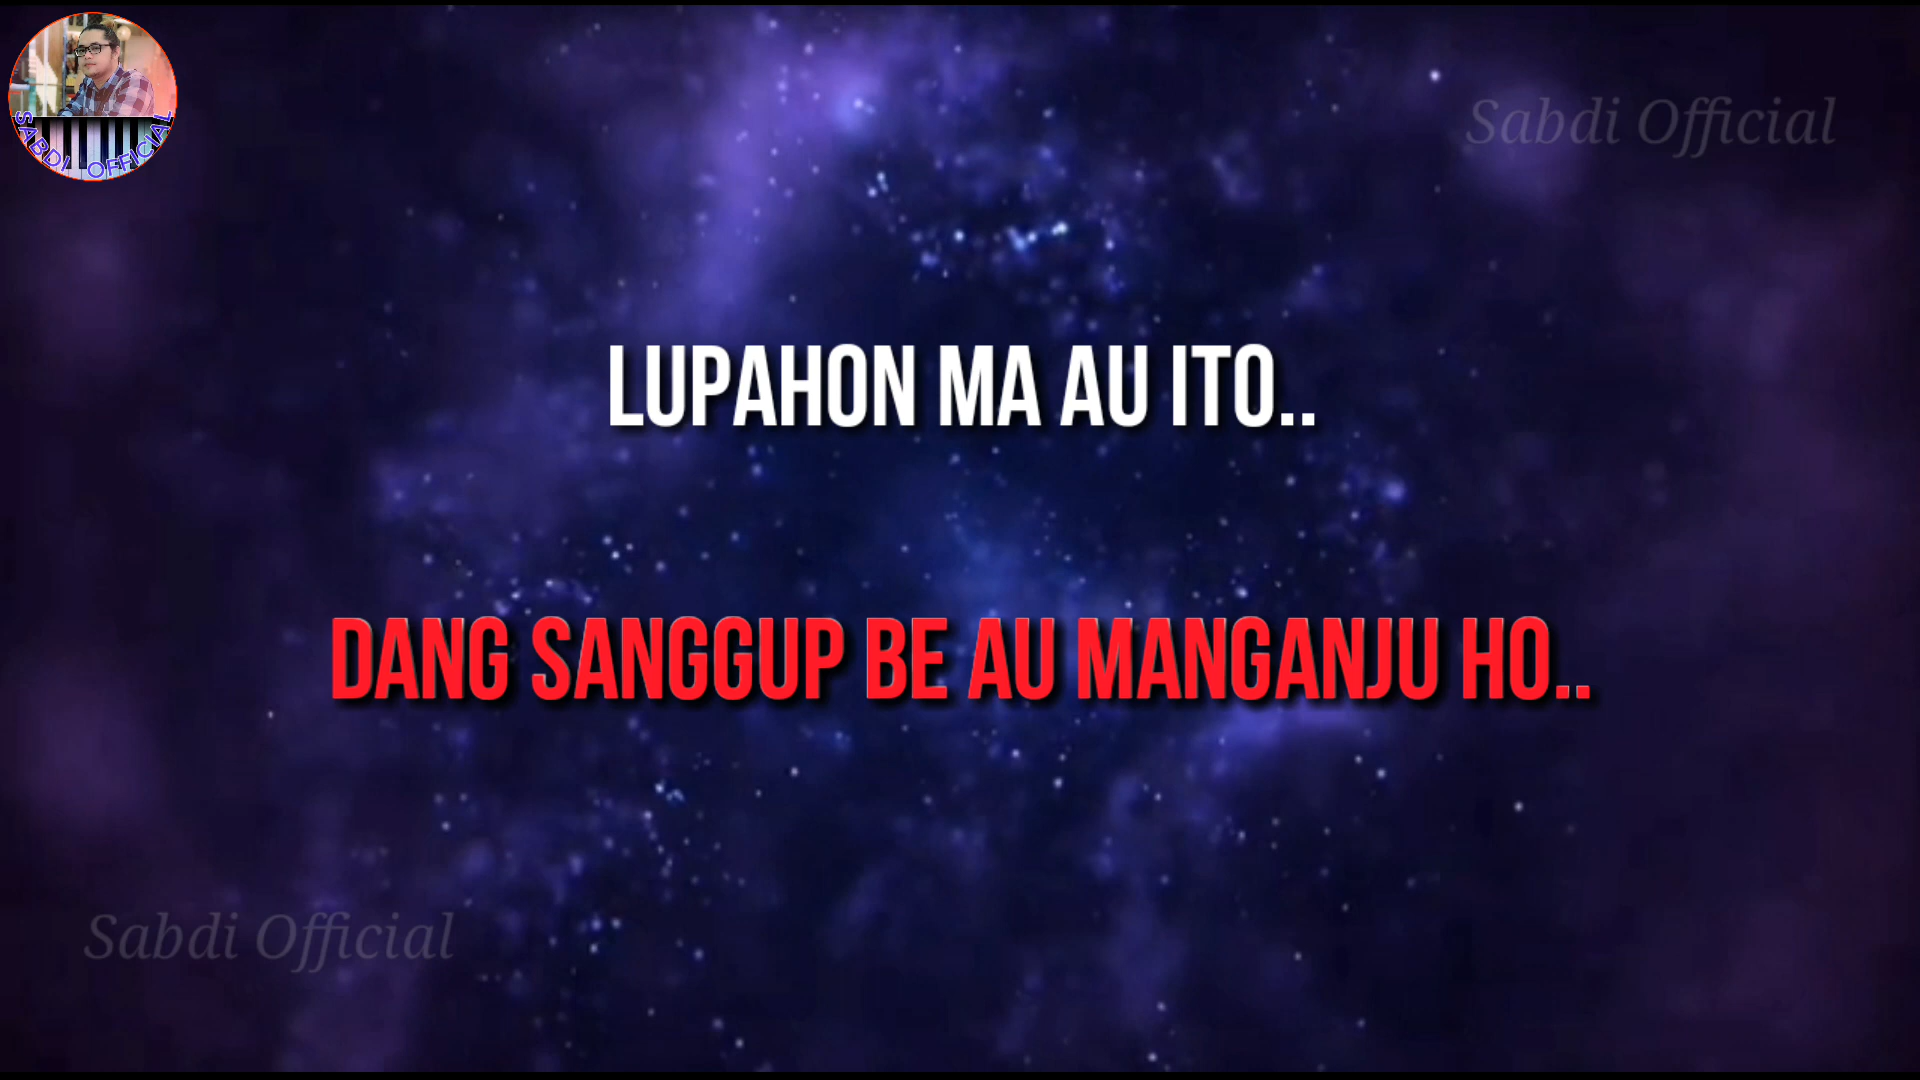 SABDI OFFICIAL
Sabdi Official
LUPAHON MA AU ITO..
DANG SANGGUP BE AU MANGANJU HO..
Sabdi Official